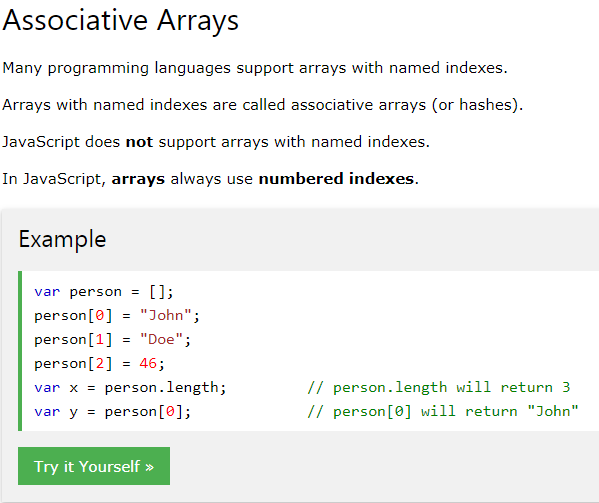 Associative Arrays
Many programming languages support arrays with named indexes.
Arrays with named indexes are called associative arrays (or hashes).
JavaScript does not support arrays with named indexes.
In JavaScript, arrays always use numbered indexes.
Example
var person = [];
person[0] = "John";
person[1] = "Doe";
person[2] = 46;
var x = person.length;         // person.length will return 3
var y = person[0];             // person[0] will return "John"
Try it Yourself »